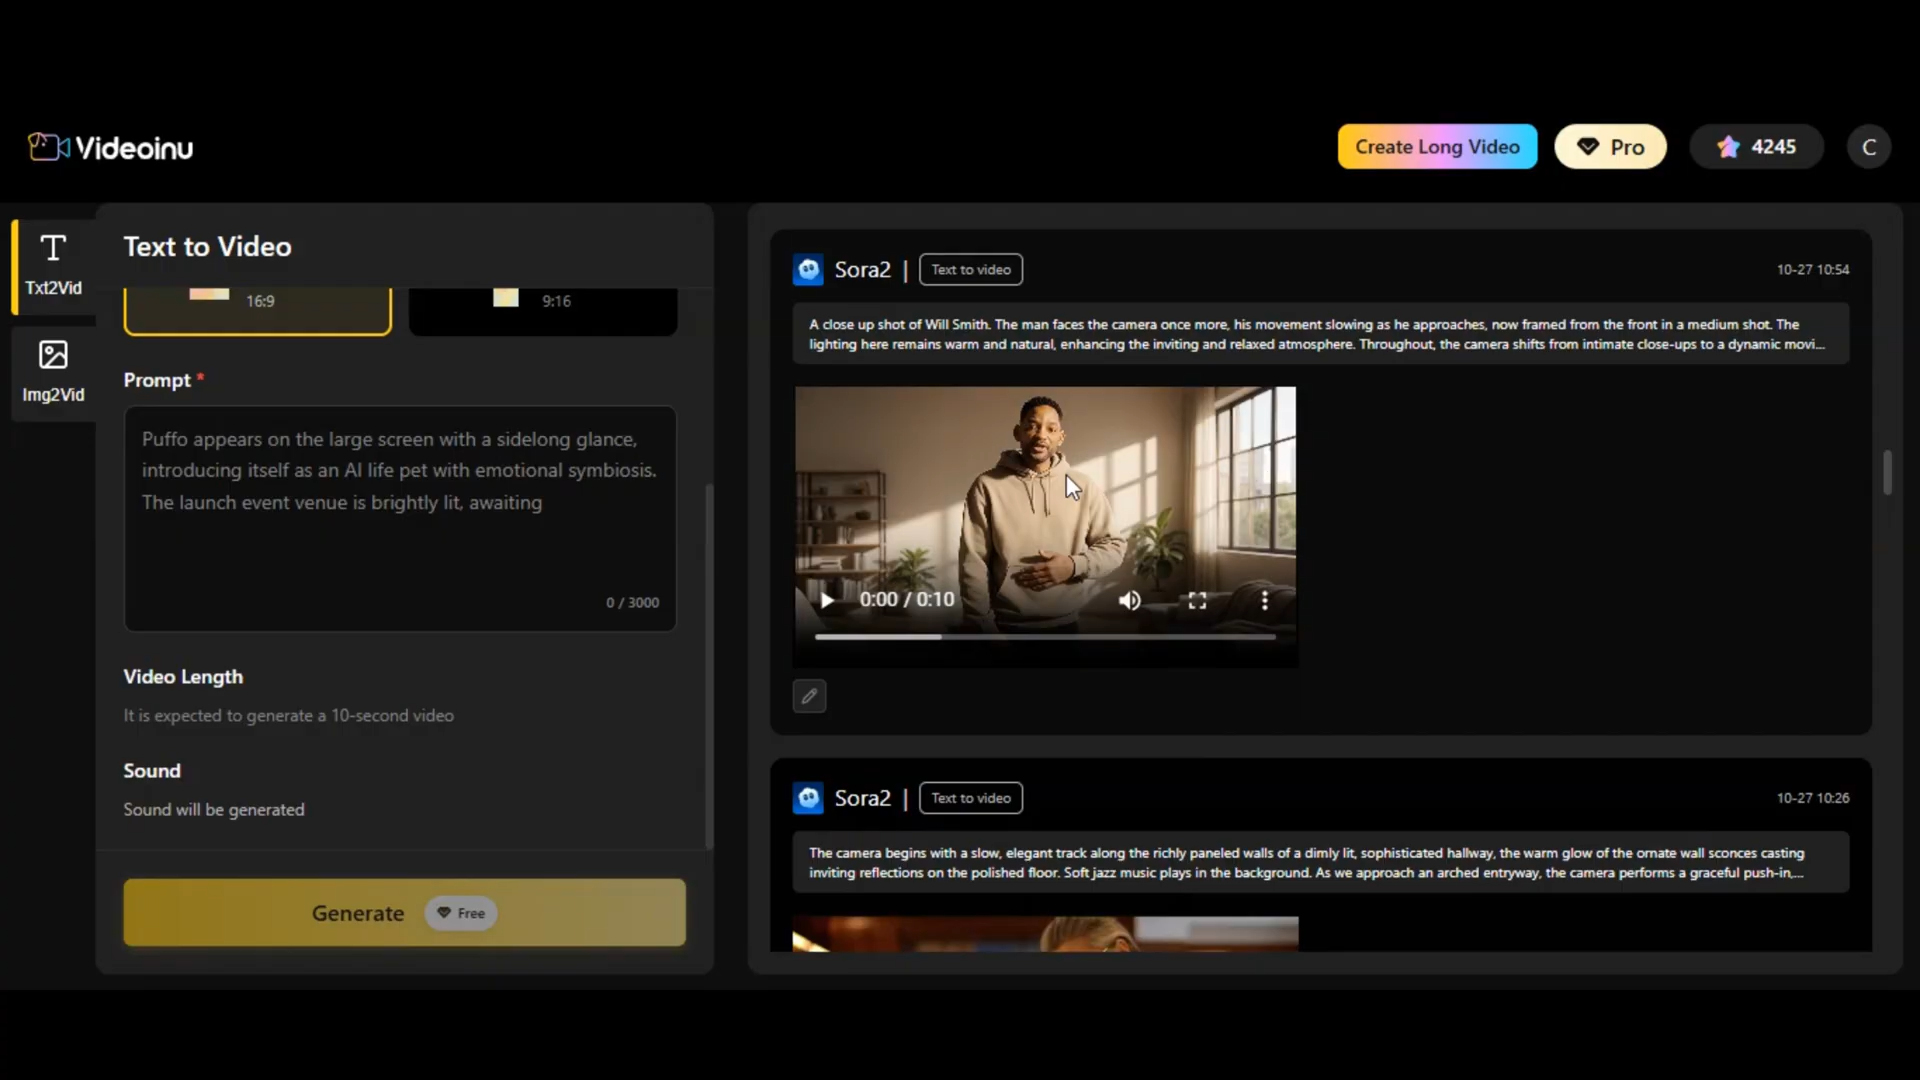 Videoinu
Create Long Video
Pro
4245
C
Txt2Vid
Img2Vid
Text to Video
16:9
9:16
Prompt *
Puffo appears on the large screen with a sidelong glance,
introducing itself as an AI life pet with emotional symbiosis.
The launch event venue is brightly lit, awaiting
0 / 3000
Video Length
It is expected to generate a 10-second video
Sound
Sound will be generated
Generate
Free
Sora2 | Text to video
10-27 10:54
A close up shot of Will Smith. The man faces the camera once more, his movement slowing as he approaches, now framed from the front in a medium shot. The
lighting here remains warm and natural, enhancing the inviting and relaxed atmosphere. Throughout, the camera shifts from intimate close-ups to a dynamic movi...
0:00 / 0:10
Sora2 | Text to video
10-27 10:26
The camera begins with a slow, elegant track along the richly paneled walls of a dimly lit, sophisticated hallway, the warm glow of the ornate wall sconces casting
inviting reflections on the polished floor. Soft jazz music plays in the background. As we approach an arched entryway, the camera performs a graceful push-in,...